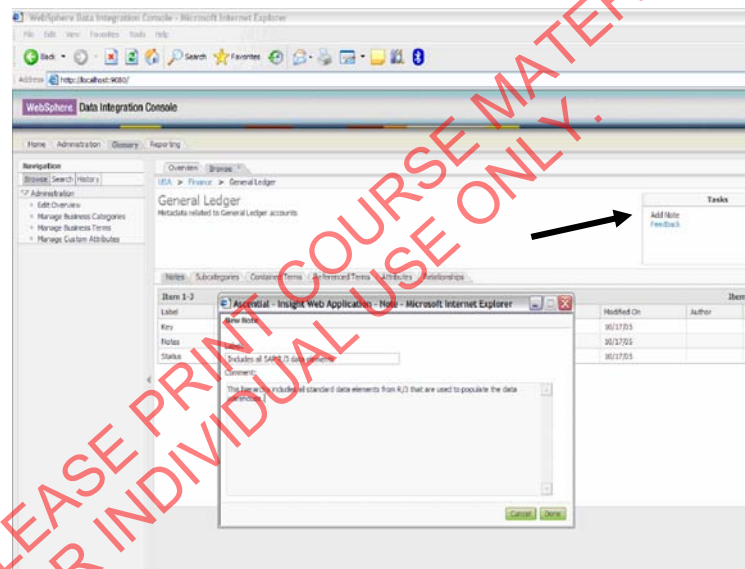 WebSphere Data Integration Console - Microsoft Internet Explorer
File Edit View Favorites Tools Help
Back Search Favorites
Address http://localhost:9080/
WebSphere Data Integration Console
Home Administration Glossary Reporting
Navigation
Browse Search History
Administration
Edit Overview
Manage Business Categories
Manage Business Terms
Manage Custom Attributes
Overview Browse
USA > Finance > General Ledger
General Ledger
Metadata related to General Ledger accounts
Tasks
Add Note
Feedback
Notes Subcategories Contained Terms Referenced Terms Attributes Relationships
Item 1-3
Label Modified On Author
Key 10/17/05
Notes 10/17/05
Status 10/17/05
Ascential - Insight Web Application - Note - Microsoft Internet Explorer
New Note
Label:
Includes all SAP R/3 data elements
Comment:
This hierarchy includes all standard data elements from R/3 that are used to populate the data
warehouse.
Cancel Done
LEASE PRINT COURSE MATER
R INDIVIDUAL USE ONLY.